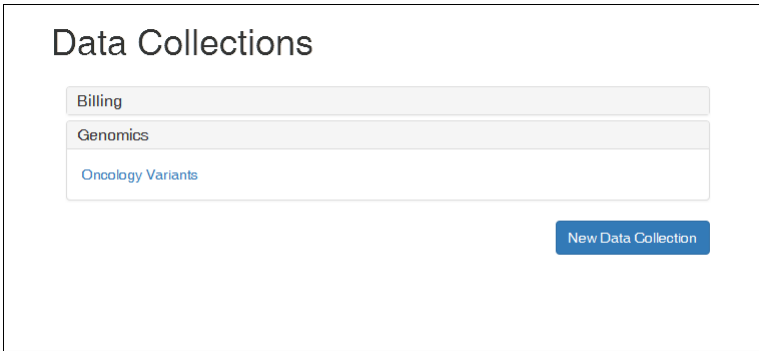 Data Collections
Billing
Genomics
Oncology Variants
New Data Collection